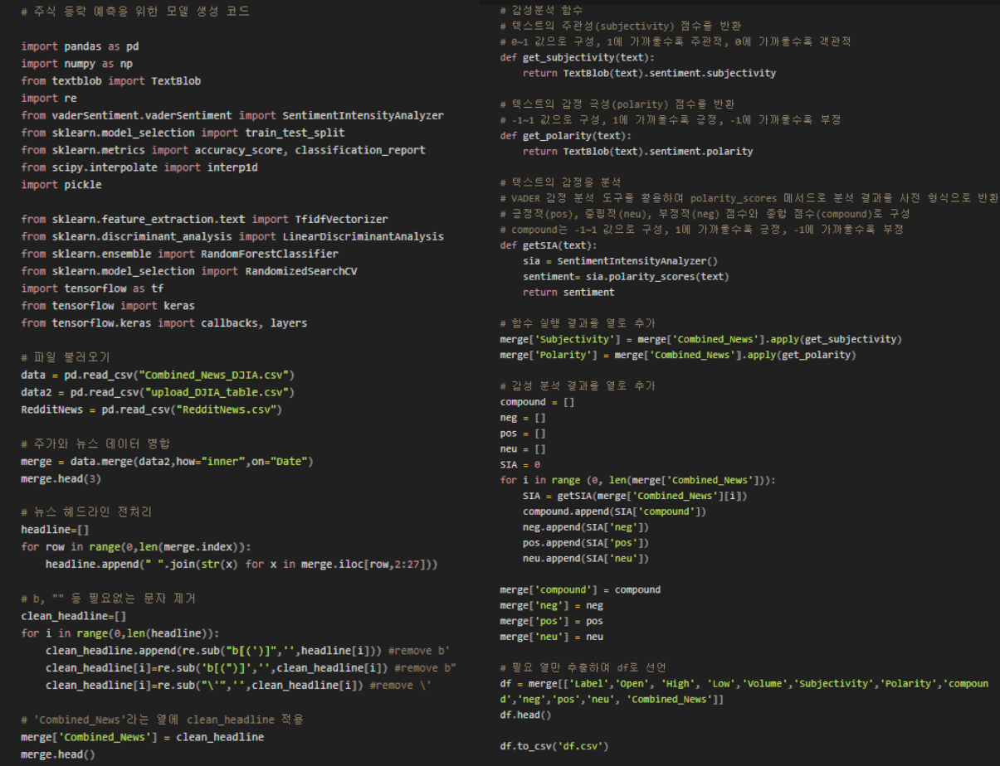 # 주식 등락 예측을 위한 모델 생성 코드
import pandas as pd
import numpy as np
from textblob import TextBlob
import re
from vaderSentiment.vaderSentiment import SentimentIntensityAnalyzer
from sklearn.model_selection import train_test_split
from sklearn.metrics import accuracy_score, classification_report
from scipy.interpolate import interp1d
import pickle
from sklearn.feature_extraction.text import TfidfVectorizer
from sklearn.discriminant_analysis import LinearDiscriminantAnalysis
from sklearn.ensemble import RandomForestClassifier
from sklearn.model_selection import RandomizedSearchCV
import tensorflow as tf
from tensorflow import keras
from tensorflow.keras import callbacks, layers
# 파일 불러오기
data = pd.read_csv("Combined_News_DJIA.csv")
data2 = pd.read_csv("upload_DJIA_table.csv")
RedditNews = pd.read_csv("RedditNews.csv")
# 주가와 뉴스 데이터 병합
merge = data.merge(data2,how="inner",on="Date")
merge.head(3)
# 뉴스 헤드라인 전처리
headline=[]
for row in range(0,len(merge.index)):
    headline.append(" ".join(str(x) for x in merge.iloc[row,2:27]))
# b, "" 등 필요없는 문자 제거
clean_headline=[]
for i in range(0,len(headline)):
    clean_headline.append(re.sub("b[(')]",'',headline[i])) #remove b'
    clean_headline[i]=re.sub('b[(")]','',clean_headline[i]) #remove b"
    clean_headline[i]=re.sub("\'",'',clean_headline[i]) #remove \'
# 'Combined_News'라는 열에 clean_headline 적용
merge['Combined_News'] = clean_headline
merge.head()
# 감성분석 함수
# 텍스트의 주관성(subjectivity) 점수를 반환
# 0~1 값으로 구성, 1에 가까울수록 주관적, 0에 가까울수록 객관적
def get_subjectivity(text):
    return TextBlob(text).sentiment.subjectivity
# 텍스트의 감정 극성(polarity) 점수를 반환
# -1~1 값으로 구성, 1에 가까울수록 긍정, -1에 가까울수록 부정
def get_polarity(text):
    return TextBlob(text).sentiment.polarity
# 텍스트의 감정을 분석
# VADER 감정 분석 도구를 활용하여 polarity_scores 메서드로 분석 결과를 사전 형식으로 반환
# 긍정적(pos), 중립적(neu), 부정적(neg) 점수와 종합 점수(compound)로 구성
# compound는 -1~1 값으로 구성, 1에 가까울수록 긍정, -1에 가까울수록 부정
def getSIA(text):
    sia = SentimentIntensityAnalyzer()
    sentiment= sia.polarity_scores(text)
    return sentiment
# 함수 실행 결과를 열로 추가
merge['Subjectivity'] = merge['Combined_News'].apply(get_subjectivity)
merge['Polarity'] = merge['Combined_News'].apply(get_polarity)
# 감성 분석 결과를 열로 추가
compound = []
neg = []
pos = []
neu = []
SIA = 0
for i in range (0, len(merge['Combined_News'])):
    SIA = getSIA(merge['Combined_News'][i])
    compound.append(SIA['compound'])
    neg.append(SIA['neg'])
    pos.append(SIA['pos'])
    neu.append(SIA['neu'])
merge['compound'] = compound
merge['neg'] = neg
merge['pos'] = pos
merge['neu'] = neu
# 필요 열만 추출하여 df로 선언
df = merge[['Label','Open', 'High', 'Low','Volume','Subjectivity','Polarity','compoun
d','neg','pos','neu', 'Combined_News']]
df.head()
df.to_csv('df.csv')